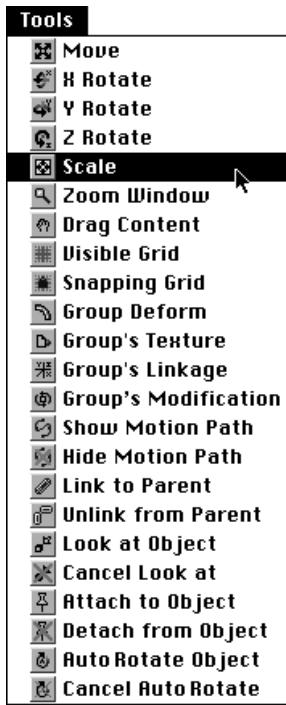 Tools
Move
X Rotate
Y Rotate
Z Rotate
Scale
Zoom Window
Drag Content
Visible Grid
Snapping Grid
Group Deform
Group's Texture
Group's Linkage
Group's Modification
Show Motion Path
Hide Motion Path
Link to Parent
Unlink from Parent
Look at Object
Cancel Look at
Attach to Object
Detach from Object
Auto Rotate Object
Cancel Auto Rotate